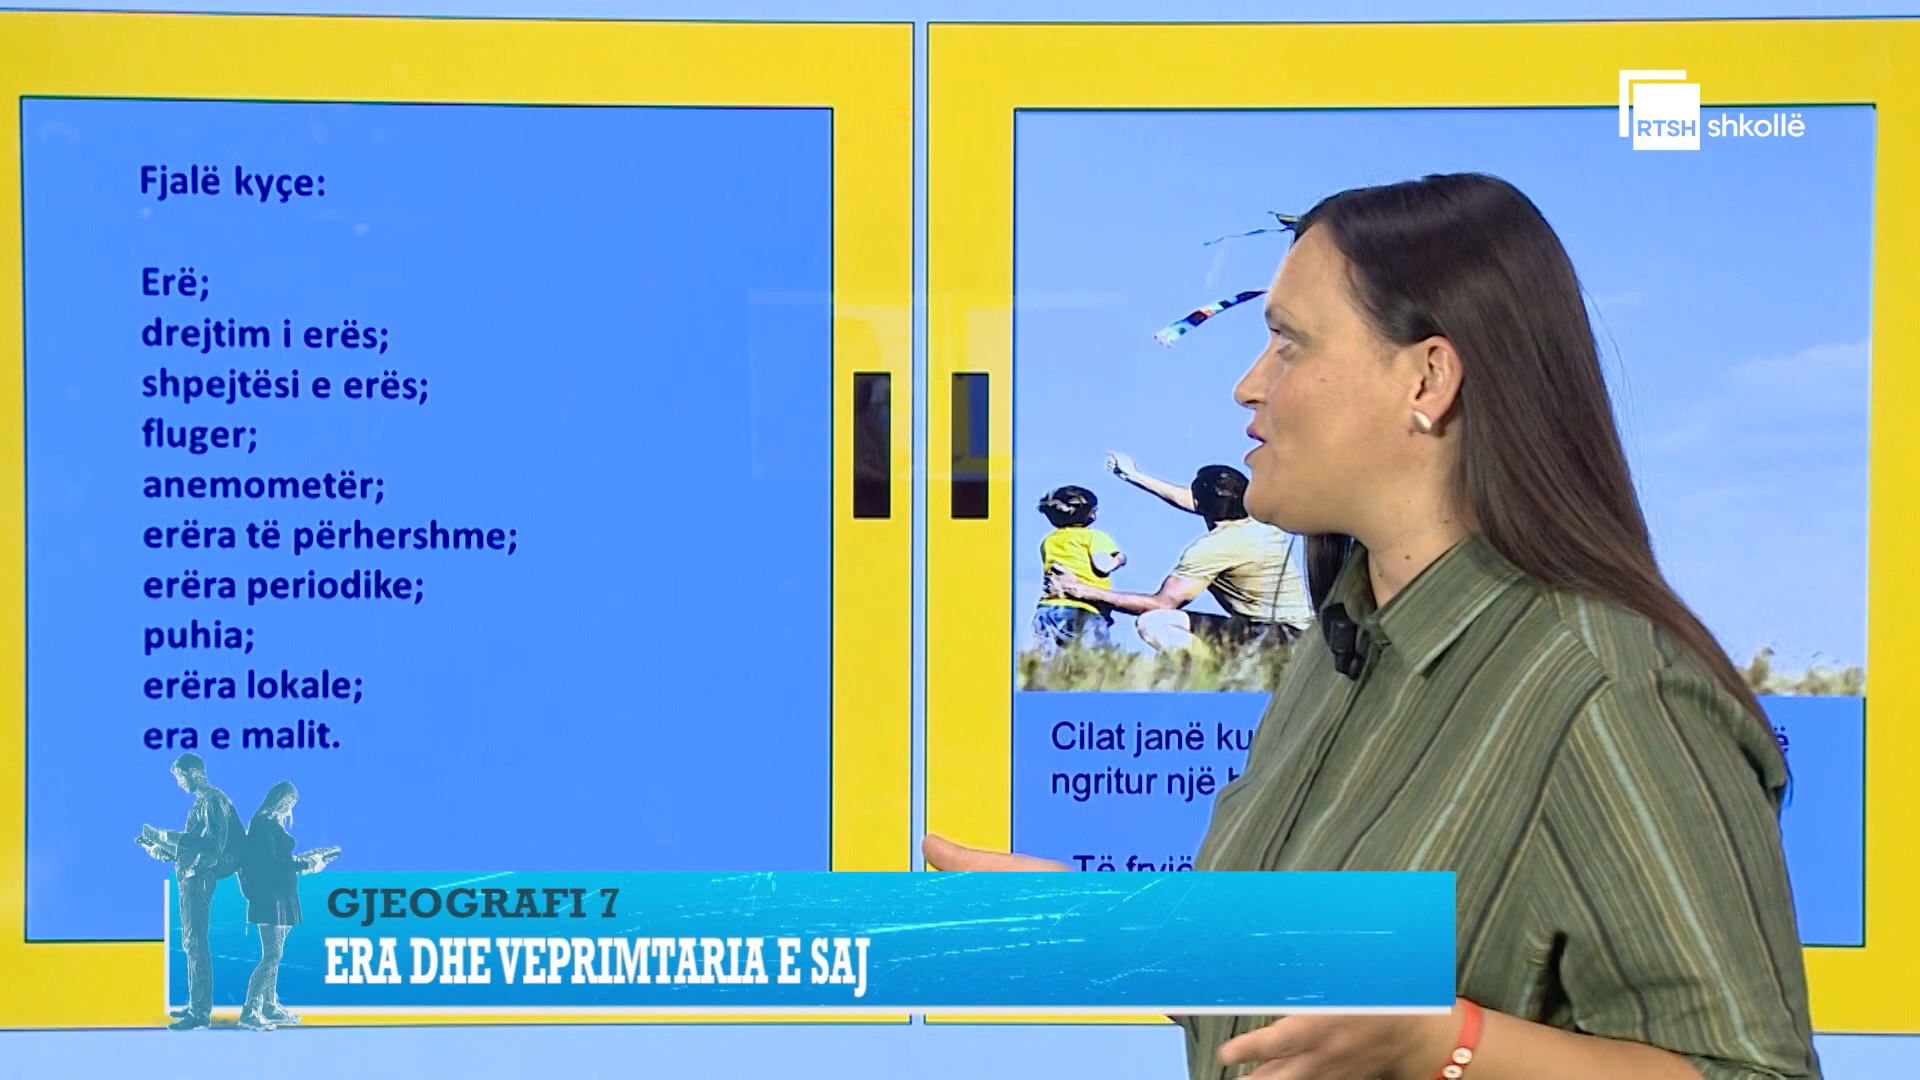 Fjalë kyçe:
Erë;
drejtim i erës;
shpejtësi e erës;
fluger;
anemometër;
erëra të përhershme;
erëra periodike;
puhia;
erëra lokale;
era e malit.
RTSH shkollë
Cilat janë
ngritur një
Të
GJEOGRAFI 7
ERA DHE VEPRIMTARIA E SAJ